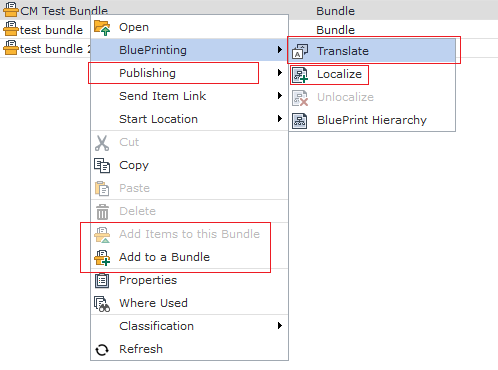 CM Test Bundle Bundle
test bundle Bundle
test bundle 2 Bundle
Open
BluePrinting
Publishing
Send Item Link
Start Location
Cut
Copy
Paste
Delete
Add Items to this Bundle
Add to a Bundle
Properties
Where Used
Classification
Refresh
Translate
Localize
Unlocalize
BluePrint Hierarchy